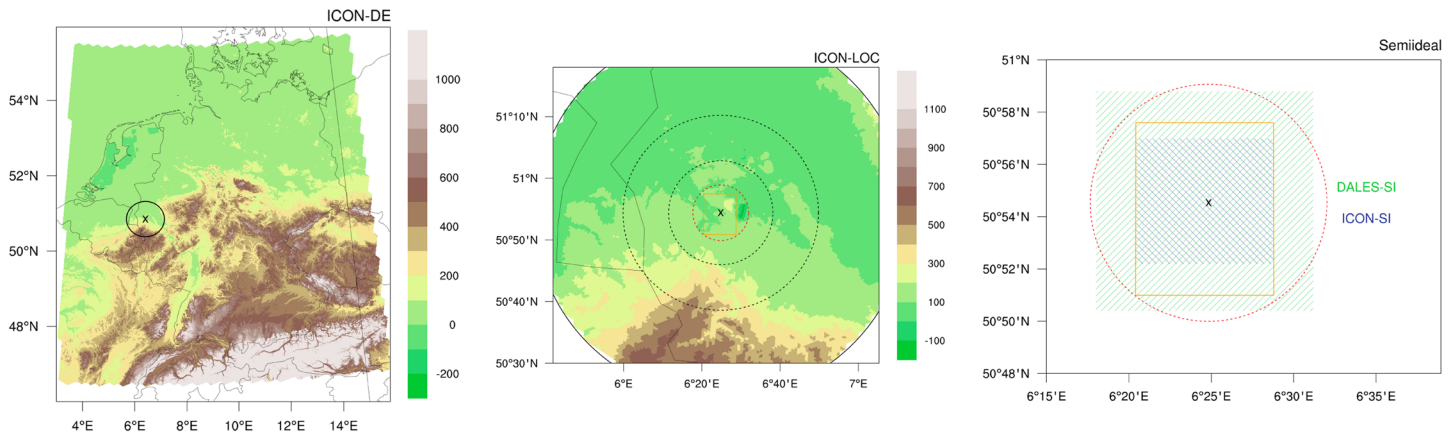 ICON-DE
54°N
52°N
50°N
48°N
4°E 6°E 8°E 10°E 12°E 14°E
1000
800
600
400
200
0
-200
X
ICON-LOC
51°10'N
51°N
50°50'N
50°40'N
50°30'N
6°E 6°20'E 6°40'E 7°E
1100
900
700
500
300
100
-100
X
Semiideal
51°N
50°58'N
50°56'N
50°54'N
50°52'N
50°50'N
50°48'N
6°15'E 6°20'E 6°25'E 6°30'E 6°35'E
X
DALES-SI
ICON-SI